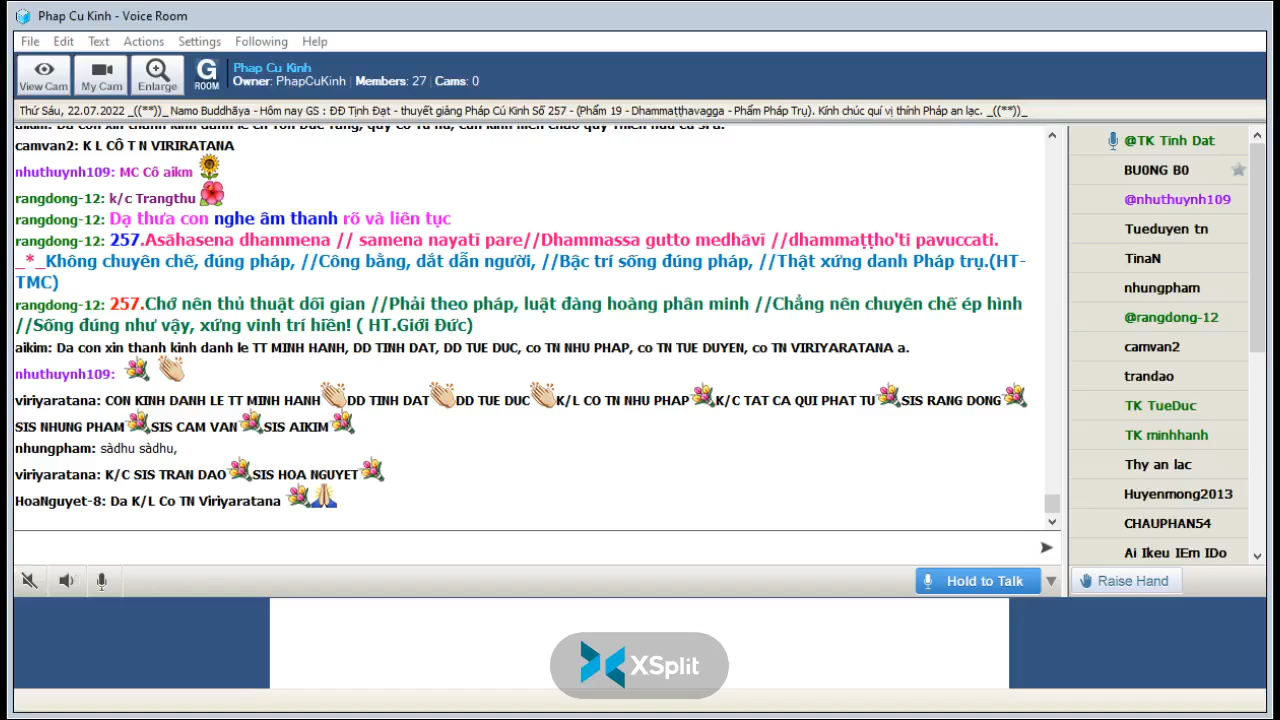 Phap Cu Kinh - Voice Room
File Edit Text Actions Settings Following Help
View Cam My Cam Enlarge G ROOM
Phap Cu Kinh
Owner: PhapCuKinh | Members: 27 | Cams: 0
Thứ Sáu, 22.07.2022 _((**))_ Namo Buddhāya - Hôm nay GS : ĐĐ Tịnh Đạt - thuyết giảng Pháp Cú Kinh Số 257 - (Phẩm 19 - Dhammaṭṭhavagga - Phẩm Pháp Trụ). Kính chúc quí vị thính Pháp an lạc. _((**))_
camvan2: K L CÔ T N VIRIRATANA
nhuthuynh109: MC Cô aikm
rangdong-12: k/c Trangthu
rangdong-12: Dạ thưa con nghe âm thanh rõ và liên tục
rangdong-12: 257.Asāhasena dhammena // samena nayatī pare//Dhammassa gutto medhāvī //dhammaṭṭho'ti pavuccati.
_*_Không chuyên chế, đúng pháp, //Công bằng, dắt dẫn người, //Bậc trí sống đúng pháp, //Thật xứng danh Pháp trụ.(HT-
TMC)
rangdong-12: 257.Chớ nên thủ thuật dối gian //Phải theo pháp, luật đàng hoàng phân minh //Chẳng nên chuyên chế ép hình
//Sống đúng như vậy, xứng vinh trí hiền! ( HT.Giới Đức)
aikim: Da con xin thanh kinh danh le TT MINH HANH, DD TINH DAT, DD TUE DUC, co TN NHU PHAP, co TN TUE DUYEN, co TN VIRIYARATANA a.
nhuthuynh109:
viriyaratana: CON KINH DANH LE TT MINH HANH DD TINH DAT DD TUE DUC K/L CO TN NHU PHAP K/C TAT CA QUI PHAT TU SIS RANG DONG
SIS NHUNG PHAM SIS CAM VAN SIS AIKIM
nhungpham: sàdhu sàdhu,
viriyaratana: K/C SIS TRAN DAO SIS HOA NGUYET
HoaNguyet-8: Da K/L Co TN Viriyaratana
Hold to Talk
@TK Tinh Dat
BU0NG B0
@nhuthuynh109
Tueduyen tn
TinaN
nhungpham
@rangdong-12
camvan2
trandao
TK TueDuc
TK minhhanh
Thy an lac
Huyenmong2013
CHAUPHAN54
Ai Ikeu IEm IDo
Raise Hand
XSplit